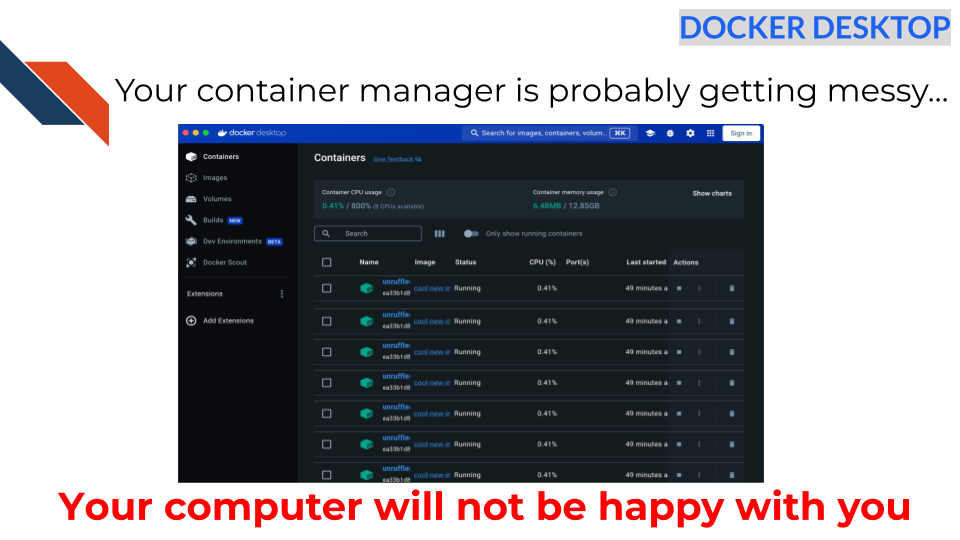 DOCKER DESKTOP
Your container manager is probably getting messy...
docker desktop
Search for images, containers, volum... ⌘K
Sign in
Containers
Images
Volumes
Builds NEW
Dev Environments BETA
Docker Scout
Extensions
Add Extensions
Containers Give feedback
Container CPU usage
0.41% / 800% (8 CPUs available)
Container memory usage
6.48MB / 12.85GB
Show charts
Search
Only show running containers
Name Image Status CPU (%) Port(s) Last started Actions
unruffle
ea33b1d8 cool-new-ir Running 0.41% 49 minutes a
unruffle
ea33b1d8 cool-new-ir Running 0.41% 49 minutes a
unruffle
ea33b1d8 cool-new-ir Running 0.41% 49 minutes a
unruffle
ea33b1d8 cool-new-ir Running 0.41% 49 minutes a
unruffle
ea33b1d8 cool-new-ir Running 0.41% 49 minutes a
unruffle
ea33b1d8 cool-new-ir Running 0.41% 49 minutes a
unruffle
ea33b1d8 cool-new-ir Running 0.41% 49 minutes a
Your computer will not be happy with you